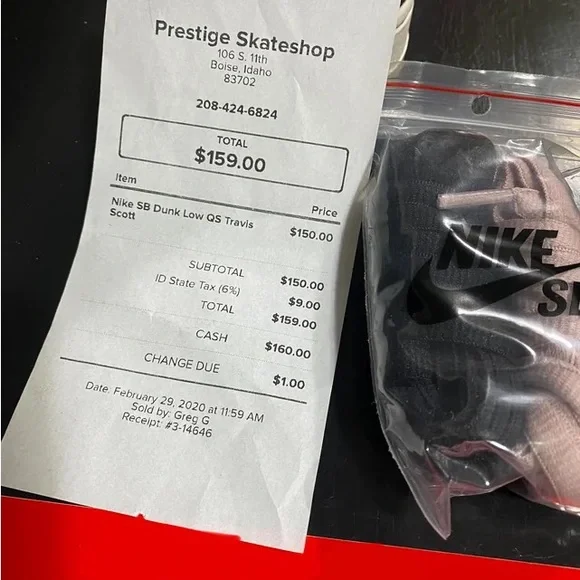 Prestige Skateshop
106 S. 11th
Boise, Idaho
83702
208-424-6824
TOTAL
$159.00
Item Price
Nike SB Dunk Low QS Travis
Scott $150.00
SUBTOTAL $150.00
ID State Tax (6%) $9.00
TOTAL $159.00
CASH $160.00
CHANGE DUE $1.00
Date: February 29, 2020 at 11:59 AM
Sold by: Greg G
Receipt: #3-14646
NIKE